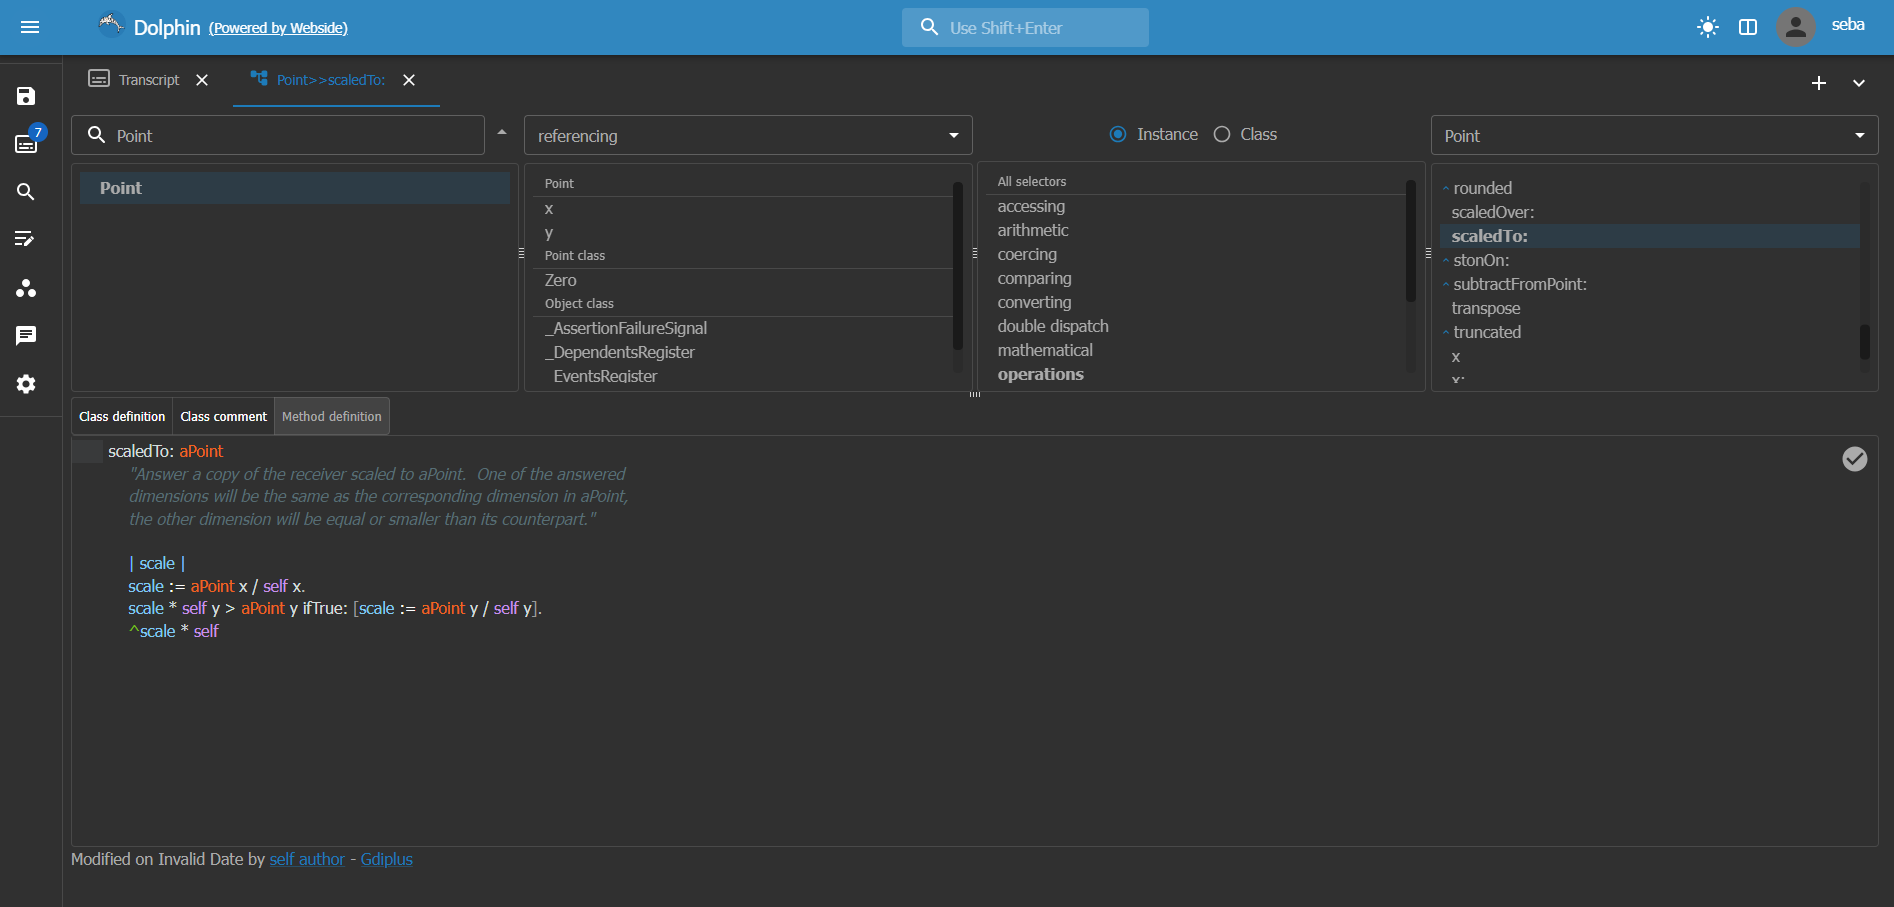 Dolphin (Powered by Webside)
Use Shift+Enter
seba
Transcript
Point>>scaledTo:
7
Point
referencing
Instance
Class
Point
Point
Point
x
y
Point class
Zero
Object class
_AssertionFailureSignal
_DependentsRegister
_EventsRegister
All selectors
accessing
arithmetic
coercing
comparing
converting
double dispatch
mathematical
operations
rounded
scaledOver:
scaledTo:
stonOn:
subtractFromPoint:
transpose
truncated
x
x:
Class definition
Class comment
Method definition
scaledTo: aPoint
"Answer a copy of the receiver scaled to aPoint.  One of the answered
dimensions will be the same as the corresponding dimension in aPoint,
the other dimension will be equal or smaller than its counterpart."
| scale |
scale := aPoint x / self x.
scale * self y > aPoint y ifTrue: [scale := aPoint y / self y].
^scale * self
Modified on Invalid Date by self author - Gdiplus